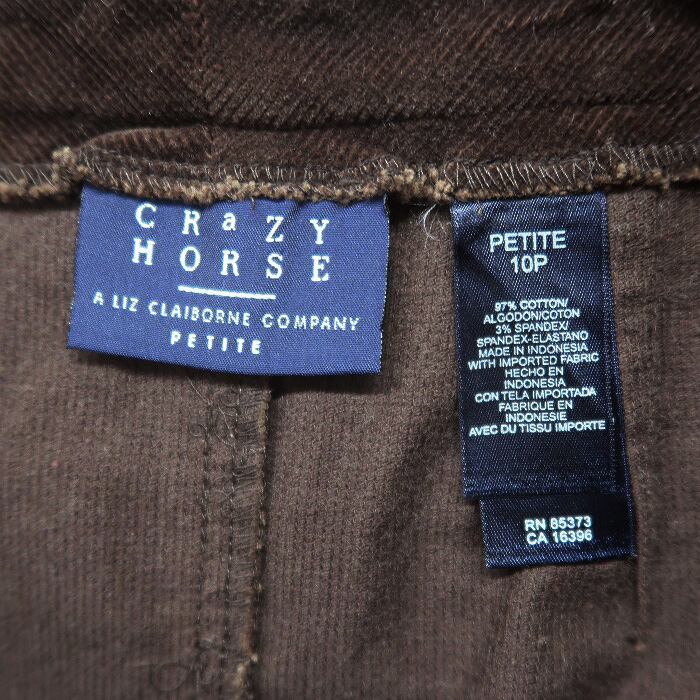 CRaZY
HORSE
A LIZ CLAIBORNE COMPANY
PETITE
PETITE
10P
97% COTTON/
ALGODON/COTON
3% SPANDEX/
SPANDEX-ELASTANO
MADE IN INDONESIA
WITH IMPORTED FABRIC
HECHO EN
INDONESIA
CON TELA IMPORTADA
FABRIQUE EN
INDONESIE
AVEC DU TISSU IMPORTE
RN 85373
CA 16396